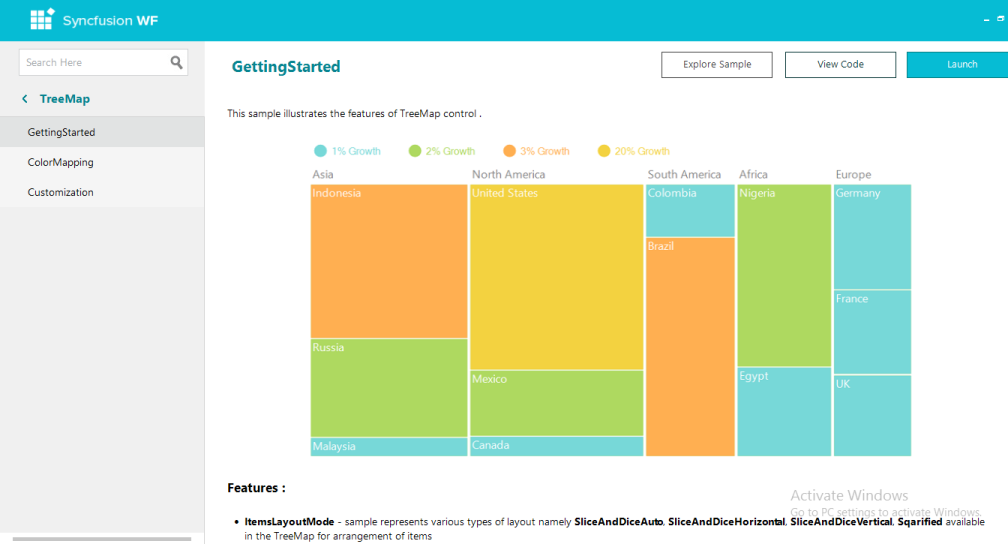 Syncfusion WF
Search Here
TreeMap
GettingStarted
ColorMapping
Customization
GettingStarted
Explore Sample
View Code
Launch
This sample illustrates the features of TreeMap control .
1% Growth 2% Growth 3% Growth 20% Growth
Asia North America South America Africa Europe
Indonesia United States Colombia Nigeria Germany
Brazil
France
Russia
Egypt
Mexico
UK
Canada
Malaysia
Features :
Activate Windows
Go to PC settings to activate Windows.
• ItemsLayoutMode - sample represents various types of layout namely SliceAndDiceAuto, SliceAndDiceHorizontal, SliceAndDiceVertical, Sqarified available
in the TreeMap for arrangement of items